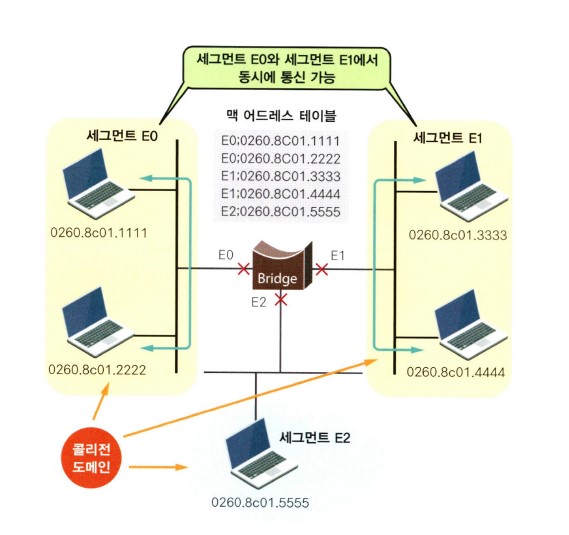 세그먼트 E0와 세그먼트 E1에서
동시에 통신 가능
맥 어드레스 테이블
세그먼트 E0
세그먼트 E1
E0;0260.8C01.1111
E0;0260.8C01.2222
E1;0260.8C01.3333
E1;0260.8C01.4444
E2;0260.8C01.5555
0260.8c01.1111
0260.8c01.3333
E0
E1
Bridge
E2
0260.8c01.2222
0260.8c01.4444
콜리전
도메인
세그먼트 E2
0260.8c01.5555